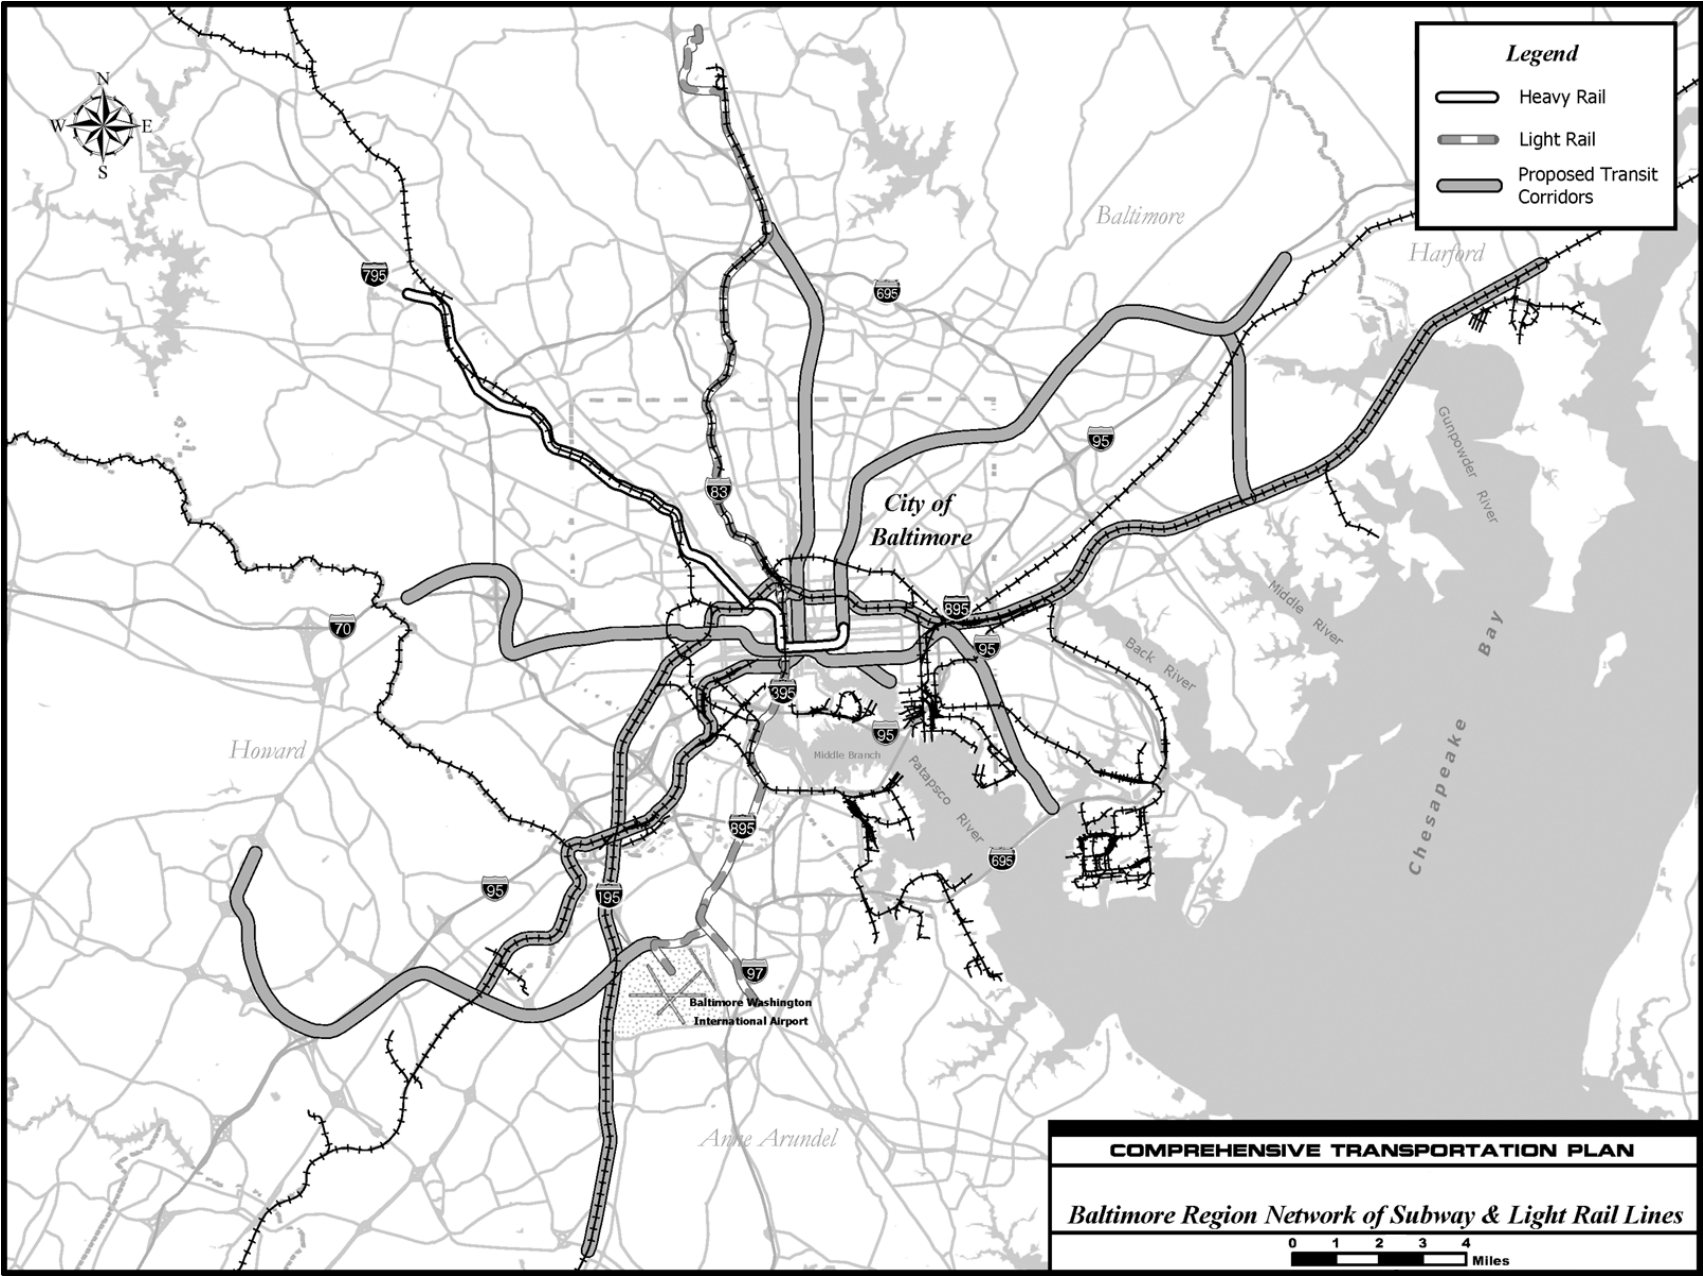 Legend
Heavy Rail
Light Rail
Proposed Transit
Corridors
N
W
E
S
Baltimore
Harford
795
695
95
83
City of
Baltimore
Gunpowder River
Middle River
Back River
Chesapeake Bay
895
95
70
395
95
Middle Branch
Patapsco River
Howard
895
695
95
195
97
Baltimore Washington
International Airport
Anne Arundel
COMPREHENSIVE TRANSPORTATION PLAN
Baltimore Region Network of Subway & Light Rail Lines
0 1 2 3 4
Miles